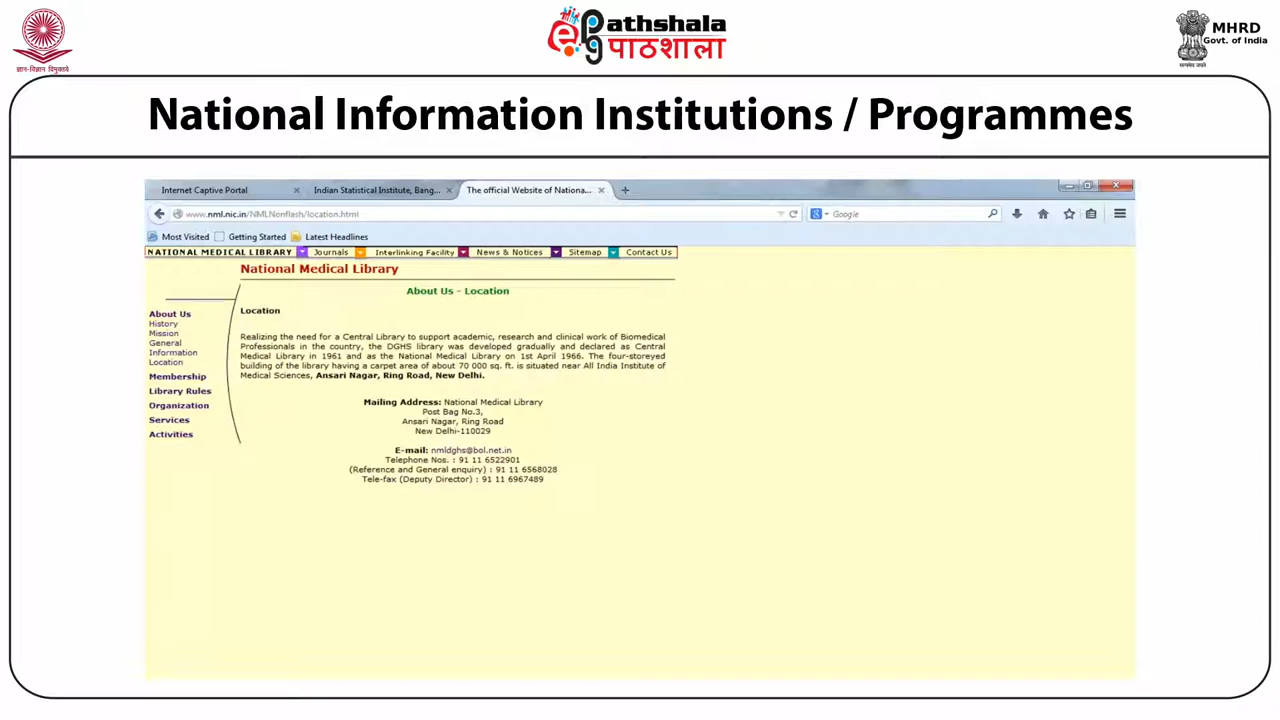 ज्ञान-विज्ञान विमुक्तये
ePG Pathshala
पाठशाला
सत्यमेव जयते
MHRD
Govt. of India
National Information Institutions / Programmes
Internet Captive Portal
Indian Statistical Institute, Bang...
The official Website of Nationa...
www.nml.nic.in/NMLNonflash/location.html
Google
Most Visited
Getting Started
Latest Headlines
NATIONAL MEDICAL LIBRARY
Journals
Interlinking Facility
News & Notices
Sitemap
Contact Us
National Medical Library
About Us - Location
About Us
History
Mission
General
Information
Location
Membership
Library Rules
Organization
Services
Activities
Location
Realizing the need for a Central Library to support academic, research and clinical work of Biomedical
Professionals in the country, the DGHS library was developed gradually and declared as Central
Medical Library in 1961 and as the National Medical Library on 1st April 1966. The four-storeyed
building of the library having a carpet area of about 70 000 sq. ft. is situated near All India Institute of
Medical Sciences, Ansari Nagar, Ring Road, New Delhi.
Mailing Address: National Medical Library
Post Bag No.3,
Ansari Nagar, Ring Road
New Delhi-110029
E-mail: nmldghs@bol.net.in
Telephone Nos. : 91 11 6522901
(Reference and General enquiry) : 91 11 6568028
Tele-fax (Deputy Director) : 91 11 6967489